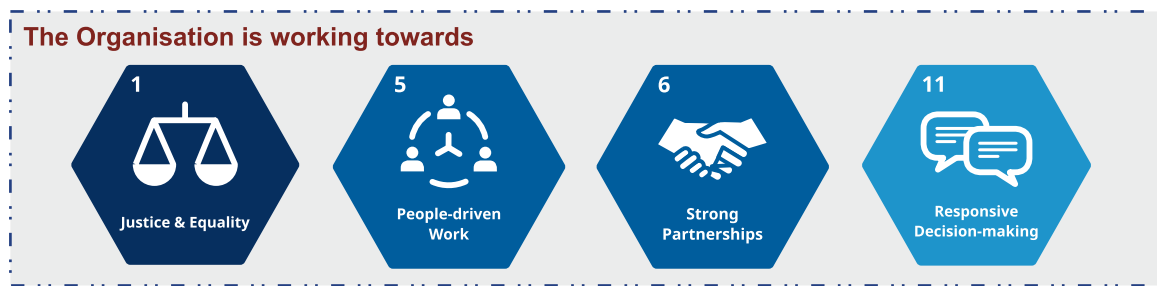 The Organisation is working towards
1
Justice & Equality
5
People-driven
Work
6
Strong
Partnerships
11
Responsive
Decision-making